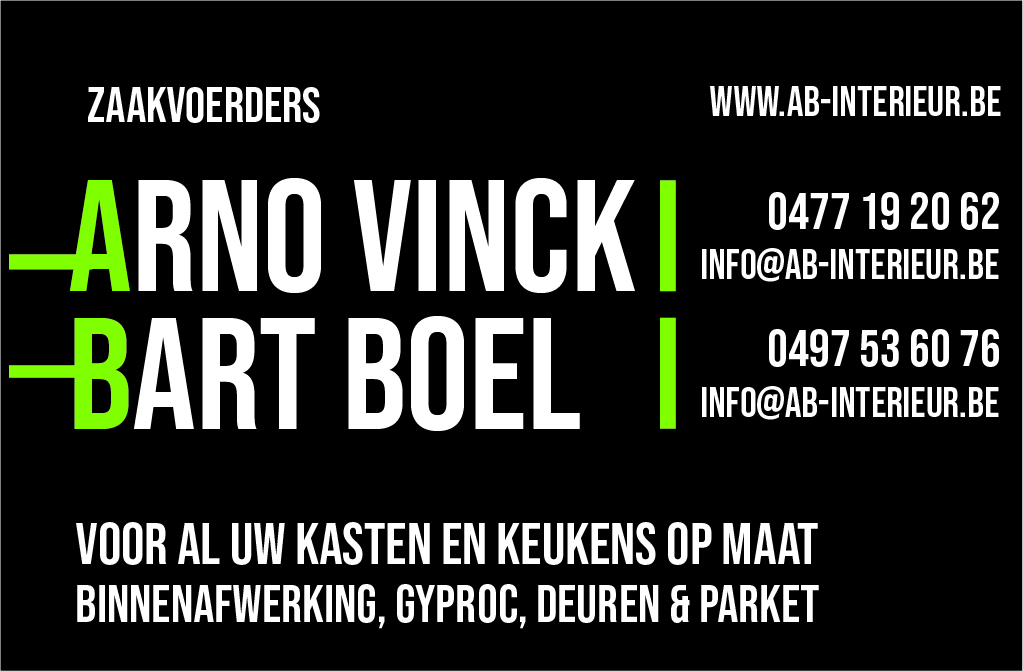 ZAAKVOERDERS
WWW.AB-INTERIEUR.BE
ARNO VINCK
0477 19 20 62
INFO@AB-INTERIEUR.BE
BART BOEL
0497 53 60 76
INFO@AB-INTERIEUR.BE
VOOR AL UW KASTEN EN KEUKENS OP MAAT
BINNENAFWERKING, GYPROC, DEUREN & PARKET